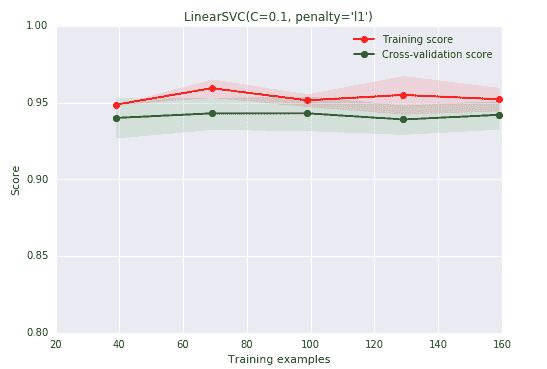 LinearSVC(C=0.1, penalty='l1')
1.00
Training score
Cross-validation score
0.95
0.90
Score
0.85
0.80
20 40 60 80 100 120 140 160
Training examples